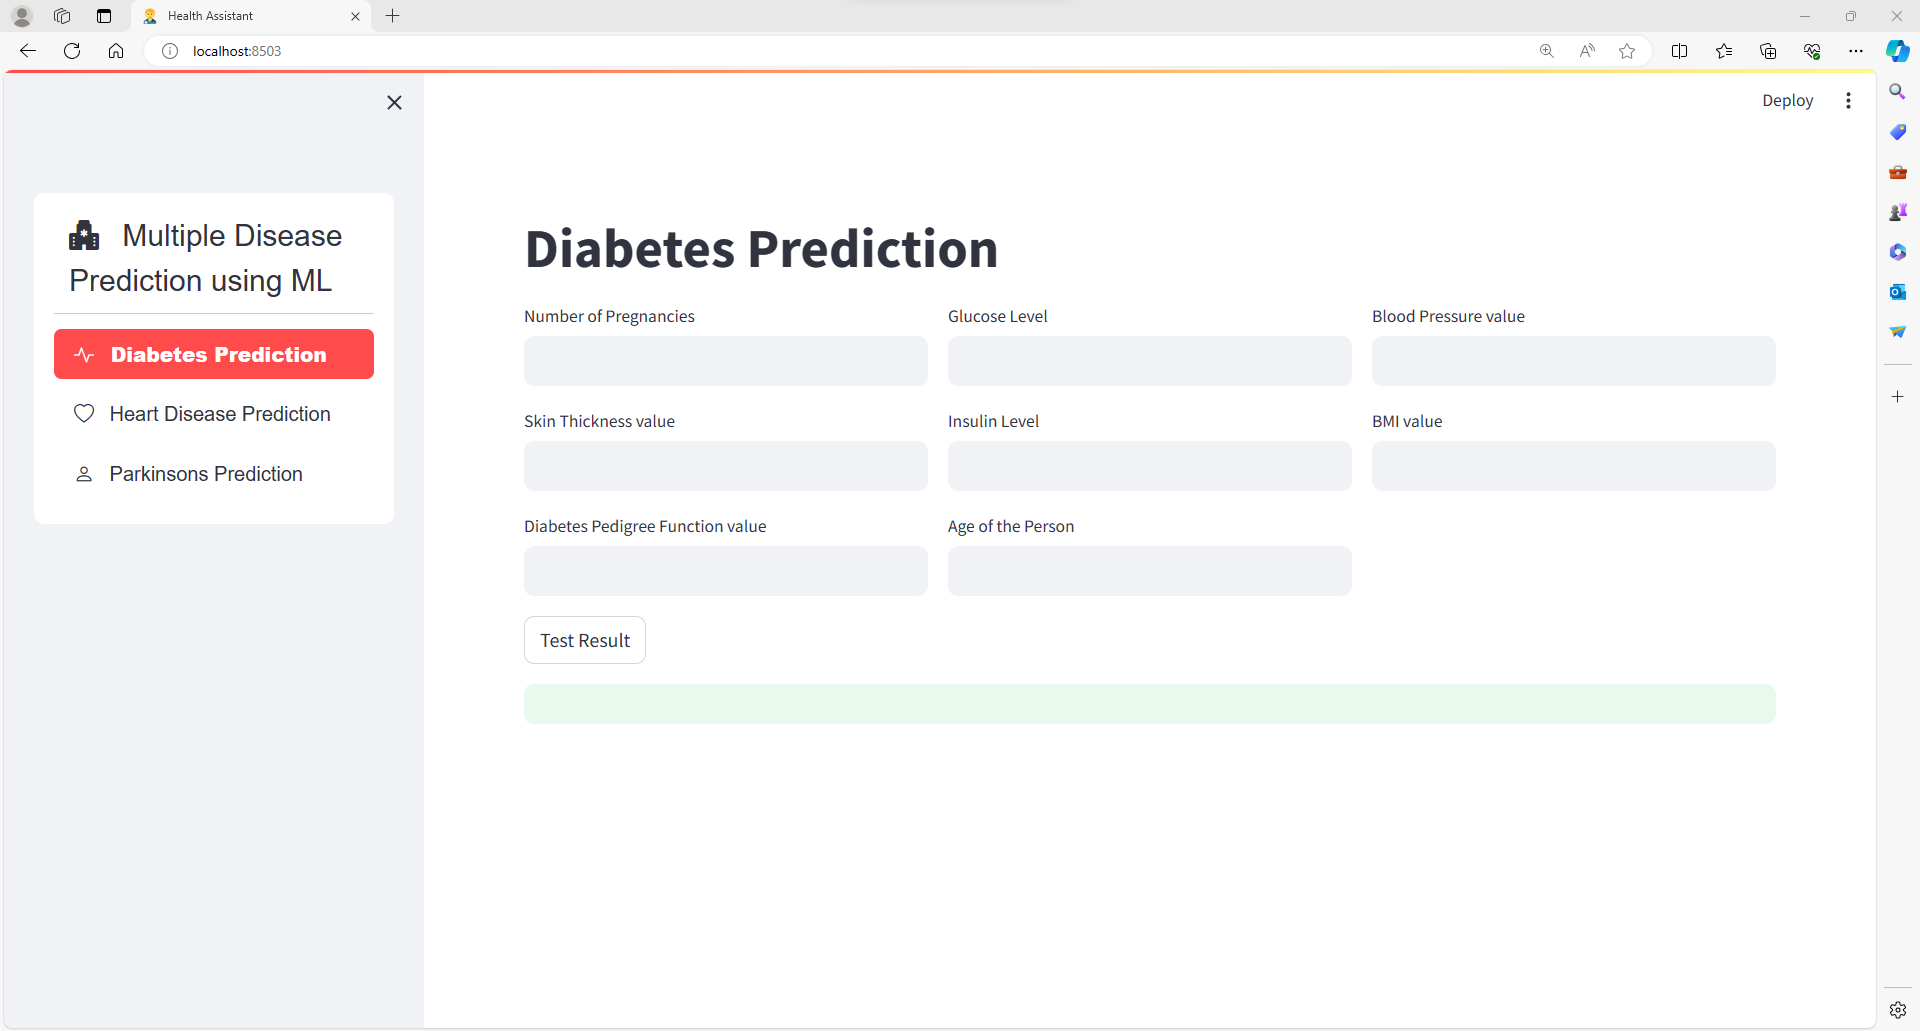 Health Assistant
localhost:8503
Deploy
Multiple Disease
Prediction using ML
Diabetes Prediction
Heart Disease Prediction
Parkinsons Prediction
Diabetes Prediction
Number of Pregnancies
Glucose Level
Blood Pressure value
Skin Thickness value
Insulin Level
BMI value
Diabetes Pedigree Function value
Age of the Person
Test Result